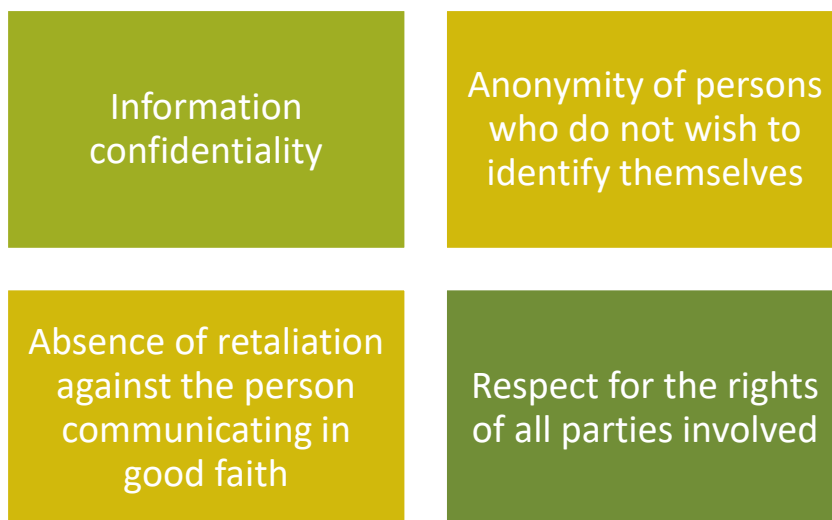 Information
confidentiality
Anonymity of persons
who do not wish to
identify themselves
Absence of retaliation
against the person
communicating in
good faith
Respect for the rights
of all parties involved